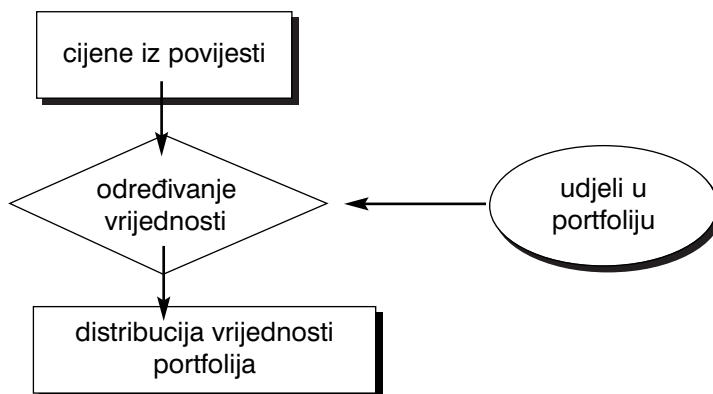 cijene iz povijesti
određivanje
vrijednosti
udjeli u
portfoliju
distribucija vrijednosti
portfolija